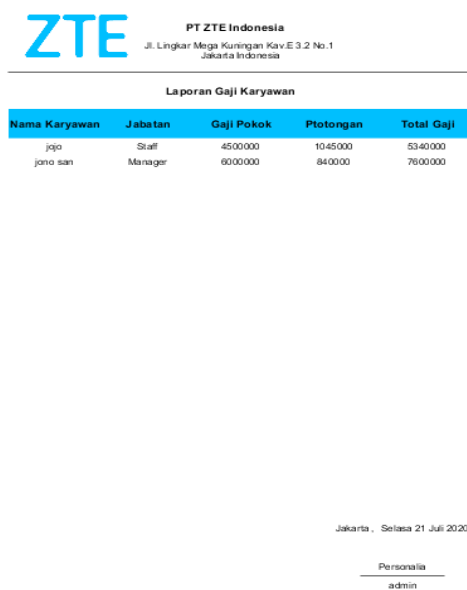 ZTE
PT ZTE Indonesia
Jl. Lingkar Mega Kuningan Kav.E 3.2 No.1
Jakarta Indonesia
Laporan Gaji Karyawan
Nama Karyawan Jabatan Gaji Pokok Ptotongan Total Gaji
jojo Staff 4500000 1045000 5340000
jono san Manager 6000000 840000 7600000
Jakarta , Selasa 21 Juli 2020
Personalia
admin